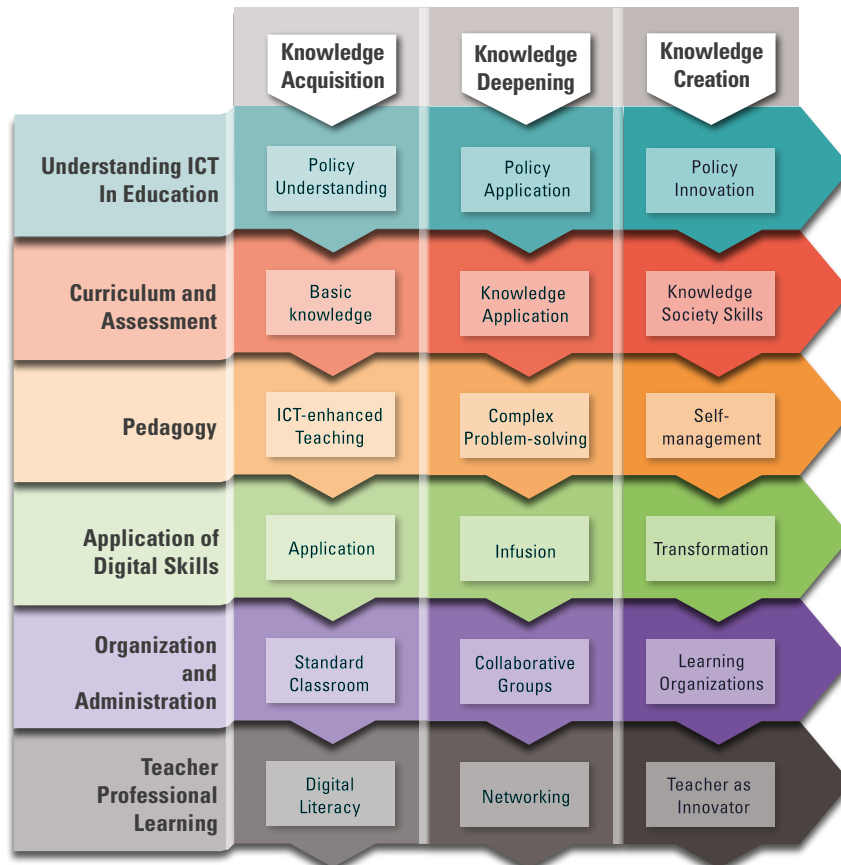 Knowledge
Acquisition
Knowledge
Deepening
Knowledge
Creation
Understanding ICT
In Education
Policy
Understanding
Policy
Application
Policy
Innovation
Curriculum and
Assessment
Basic
knowledge
Knowledge
Application
Knowledge
Society Skills
Pedagogy
ICT-enhanced
Teaching
Complex
Problem-solving
Self-
management
Application of
Digital Skills
Application
Infusion
Transformation
Organization
and
Administration
Standard
Classroom
Collaborative
Groups
Learning
Organizations
Teacher
Professional
Learning
Digital
Literacy
Networking
Teacher as
Innovator